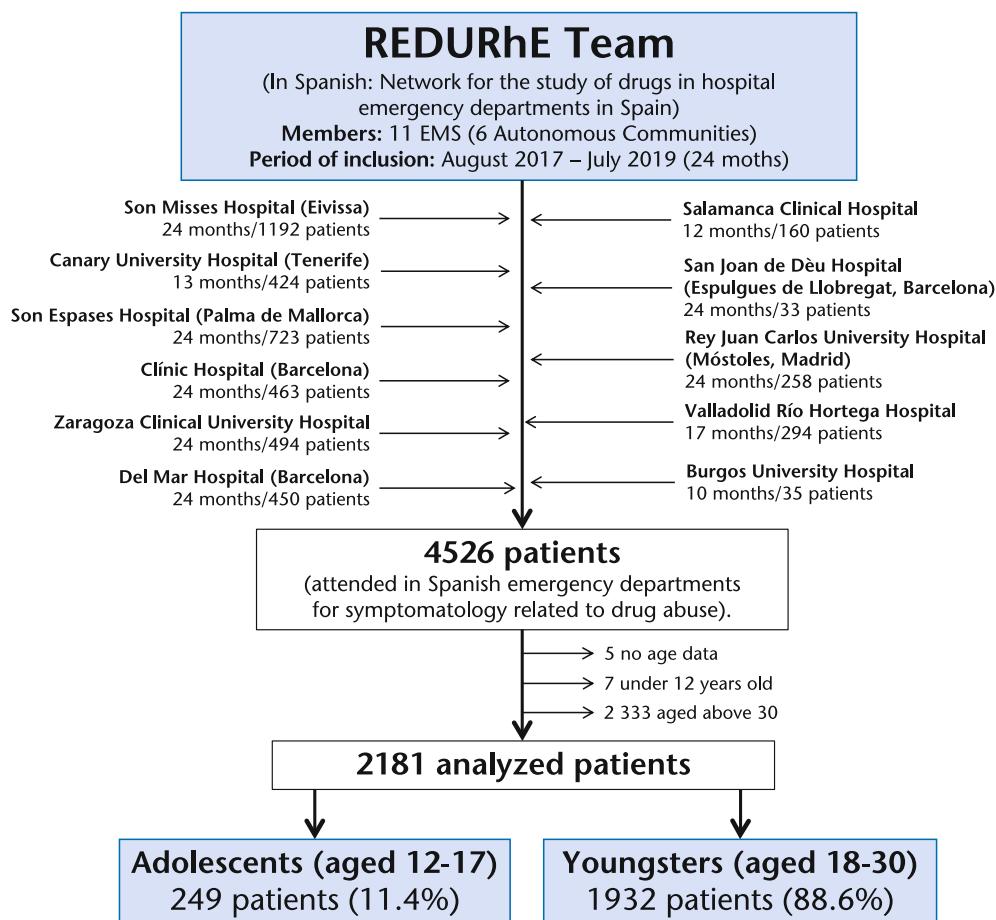 REDURhE Team
(In Spanish: Network for the study of drugs in hospital
emergency departments in Spain)
Members: 11 EMS (6 Autonomous Communities)
Period of inclusion: August 2017 – July 2019 (24 moths)
Son Misses Hospital (Eivissa)
24 months/1192 patients
Canary University Hospital (Tenerife)
13 months/424 patients
Son Espases Hospital (Palma de Mallorca)
24 months/723 patients
Clínic Hospital (Barcelona)
24 months/463 patients
Zaragoza Clinical University Hospital
24 months/494 patients
Del Mar Hospital (Barcelona)
24 months/450 patients
Salamanca Clinical Hospital
12 months/160 patients
San Joan de Dèu Hospital
(Espulgues de Llobregat, Barcelona)
24 months/33 patients
Rey Juan Carlos University Hospital
(Móstoles, Madrid)
24 months/258 patients
Valladolid Río Hortega Hospital
17 months/294 patients
Burgos University Hospital
10 months/35 patients
4526 patients
(attended in Spanish emergency departments
for symptomatology related to drug abuse).
5 no age data
7 under 12 years old
2 333 aged above 30
2181 analyzed patients
Adolescents (aged 12-17)
249 patients (11.4%)
Youngsters (aged 18-30)
1932 patients (88.6%)